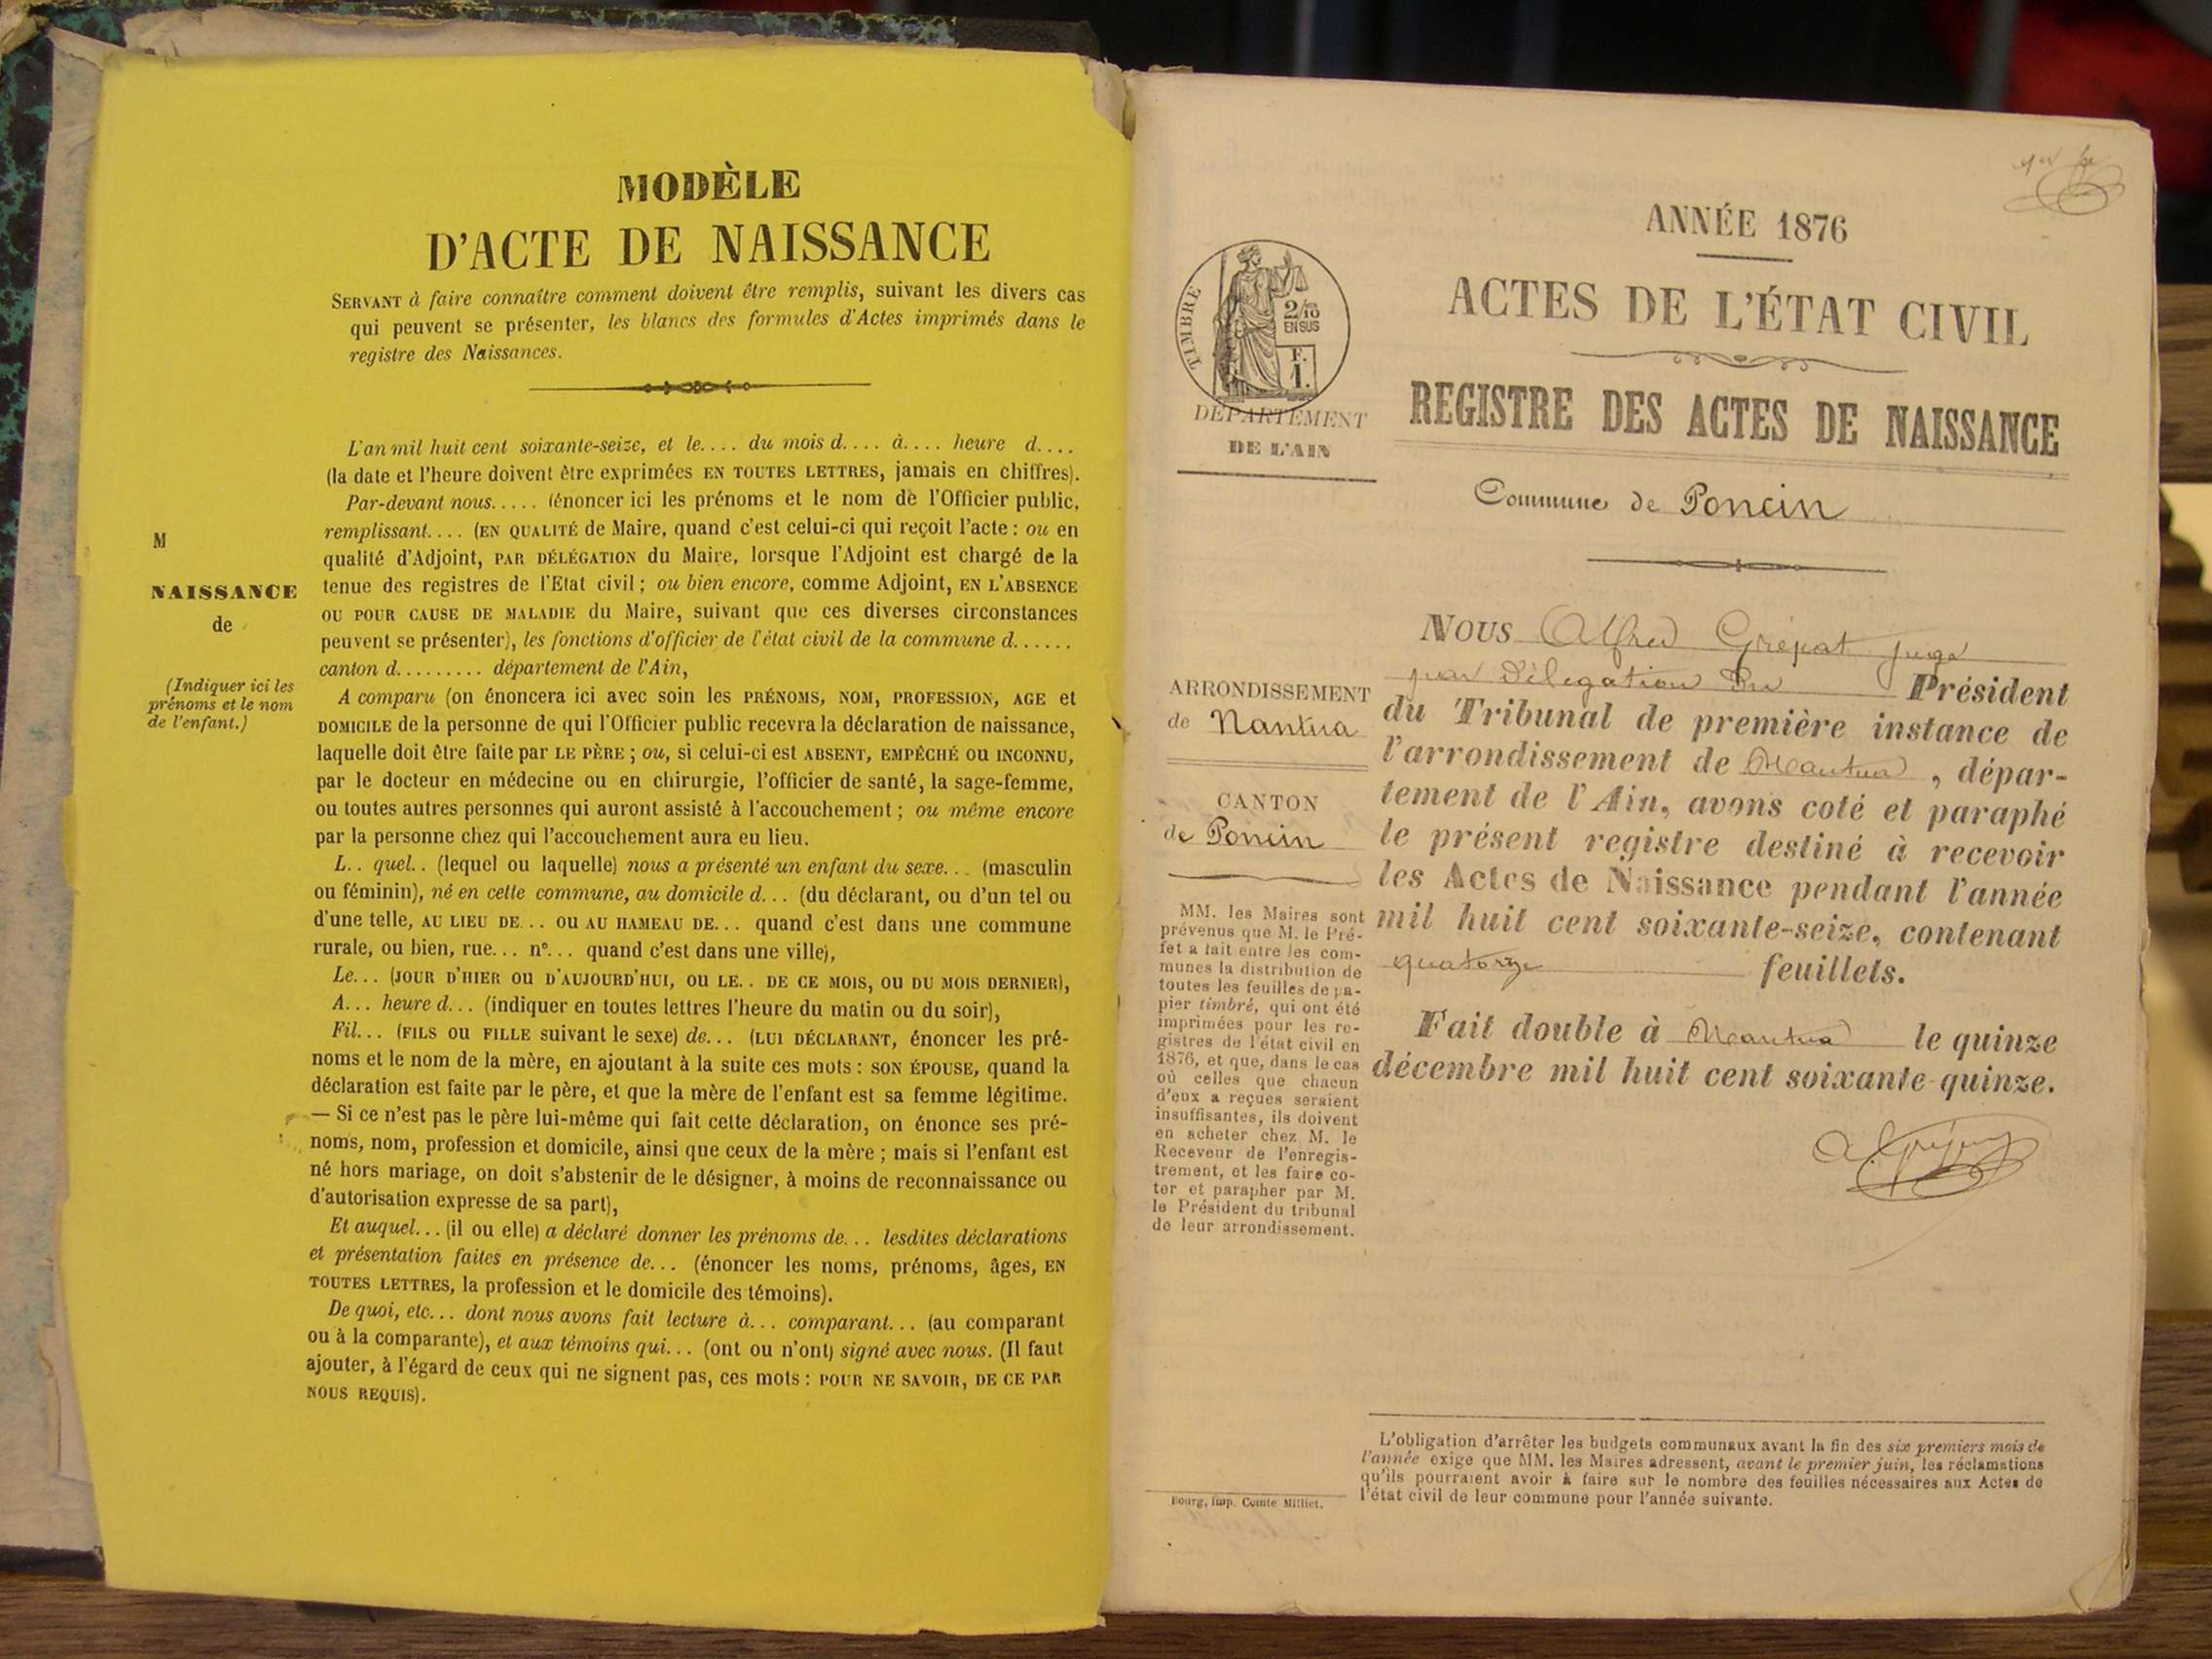 MODÈLE
D'ACTE DE NAISSANCE
SERVANT à faire connaître comment doivent être remplis, suivant les divers cas
qui peuvent se présenter, les blancs des formules d'Actes imprimés dans le
registre des Naissances.
L'an mil huit cent soixante-seize, et le.... du mois d.... à.... heure d....
(la date et l'heure doivent être exprimées EN TOUTES LETTRES, jamais en chiffres).
Par-devant nous..... (énoncer ici les prénoms et le nom de l'Officier public,
remplissant.... (EN QUALITÉ de Maire, quand c'est celui-ci qui reçoit l'acte : ou en
qualité d'Adjoint, PAR DÉLÉGATION du Maire, lorsque l'Adjoint est chargé de la
tenue des registres de l'Etat civil ; ou bien encore, comme Adjoint, EN L'ABSENCE
OU POUR CAUSE DE MALADIE du Maire, suivant que ces diverses circonstances
peuvent se présenter), les fonctions d'officier de l'état civil de la commune d......
canton d......... département de l'Ain,
A comparu (on énoncera ici avec soin les PRÉNOMS, NOM, PROFESSION, AGE et
DOMICILE de la personne de qui l'Officier public recevra la déclaration de naissance,
laquelle doit être faite par LE PÈRE ; ou, si celui-ci est ABSENT, EMPÊCHÉ OU INCONNU,
par le docteur en médecine ou en chirurgie, l'officier de santé, la sage-femme,
ou toutes autres personnes qui auront assisté à l'accouchement ; ou même encore
par la personne chez qui l'accouchement aura eu lieu.
L.. quel.. (lequel ou laquelle) nous a présenté un enfant du sexe... (masculin
ou féminin), né en cette commune, au domicile d... (du déclarant, ou d'un tel ou
d'une telle, AU LIEU DE... OU AU HAMEAU DE... quand c'est dans une commune
rurale, ou bien, rue... n°... quand c'est dans une ville),
Le... (JOUR D'HIER OU D'AUJOURD'HUI, OU LE.. DE CE MOIS, OU DU MOIS DERNIER),
A... heure d... (indiquer en toutes lettres l'heure du matin ou du soir),
Fil... (FILS OU FILLE suivant le sexe) de... (LUI DÉCLARANT, énoncer les pré-
noms et le nom de la mère, en ajoutant à la suite ces mots : SON ÉPOUSE, quand la
déclaration est faite par le père, et que la mère de l'enfant est sa femme légitime.
— Si ce n'est pas le père lui-même qui fait cette déclaration, on énonce ses pré-
noms, nom, profession et domicile, ainsi que ceux de la mère ; mais si l'enfant est
né hors mariage, on doit s'abstenir de le désigner, à moins de reconnaissance ou
d'autorisation expresse de sa part),
Et auquel... (il ou elle) a déclaré donner les prénoms de... lesdites déclarations
et présentation faites en présence de... (énoncer les noms, prénoms, âges, EN
TOUTES LETTRES, la profession et le domicile des témoins).
De quoi, etc... dont nous avons fait lecture à... comparant... (au comparant
ou à la comparante), et aux témoins qui... (ont ou n'ont) signé avec nous. (Il faut
ajouter, à l'égard de ceux qui ne signent pas, ces mots : POUR NE SAVOIR, DE CE PAR
NOUS REQUIS).
M
NAISSANCE
de
(Indiquer ici les
prénoms et le nom
de l'enfant.)
ANNÉE 1876
ACTES DE L'ÉTAT CIVIL
REGISTRE DES ACTES DE NAISSANCE
Commune de Poncin
TIMBRE
2/10
EN SUS
F.
1.
DÉPARTEMENT
DE L'AIN
ARRONDISSEMENT
de Nantua
CANTON
de Poncin
MM. les Maires sont
prévenus que M. le Pré-
fet a fait entre les com-
munes la distribution de
toutes les feuilles de pa-
pier timbré, qui ont été
imprimées pour les re-
gistres de l'état civil en
1876, et que, dans le cas
où celles que chacun
d'eux a reçues seraient
insuffisantes, ils doivent
en acheter chez M. le
Receveur de l'enregis-
trement, et les faire co-
ter et parapher par M.
le Président du tribunal
de leur arrondissement.
Bourg, imp. Comte Milliet.
NOUS Alfred Grépat juge
par Délégation Du Président
du Tribunal de première instance de
l'arrondissement de Nantua, dépar-
tement de l'Ain, avons coté et paraphé
le présent registre destiné à recevoir
les Actes de Naissance pendant l'année
mil huit cent soixante-seize, contenant
quatorze feuillets.
Fait double à Nantua le quinze
décembre mil huit cent soixante-quinze.
L'obligation d'arrêter les budgets communaux avant la fin des six premiers mois de
l'année exige que MM. les Maires adressent, avant le premier juin, les réclamations
qu'ils pourraient avoir à faire sur le nombre des feuilles nécessaires aux Actes de
l'état civil de leur commune pour l'année suivante.